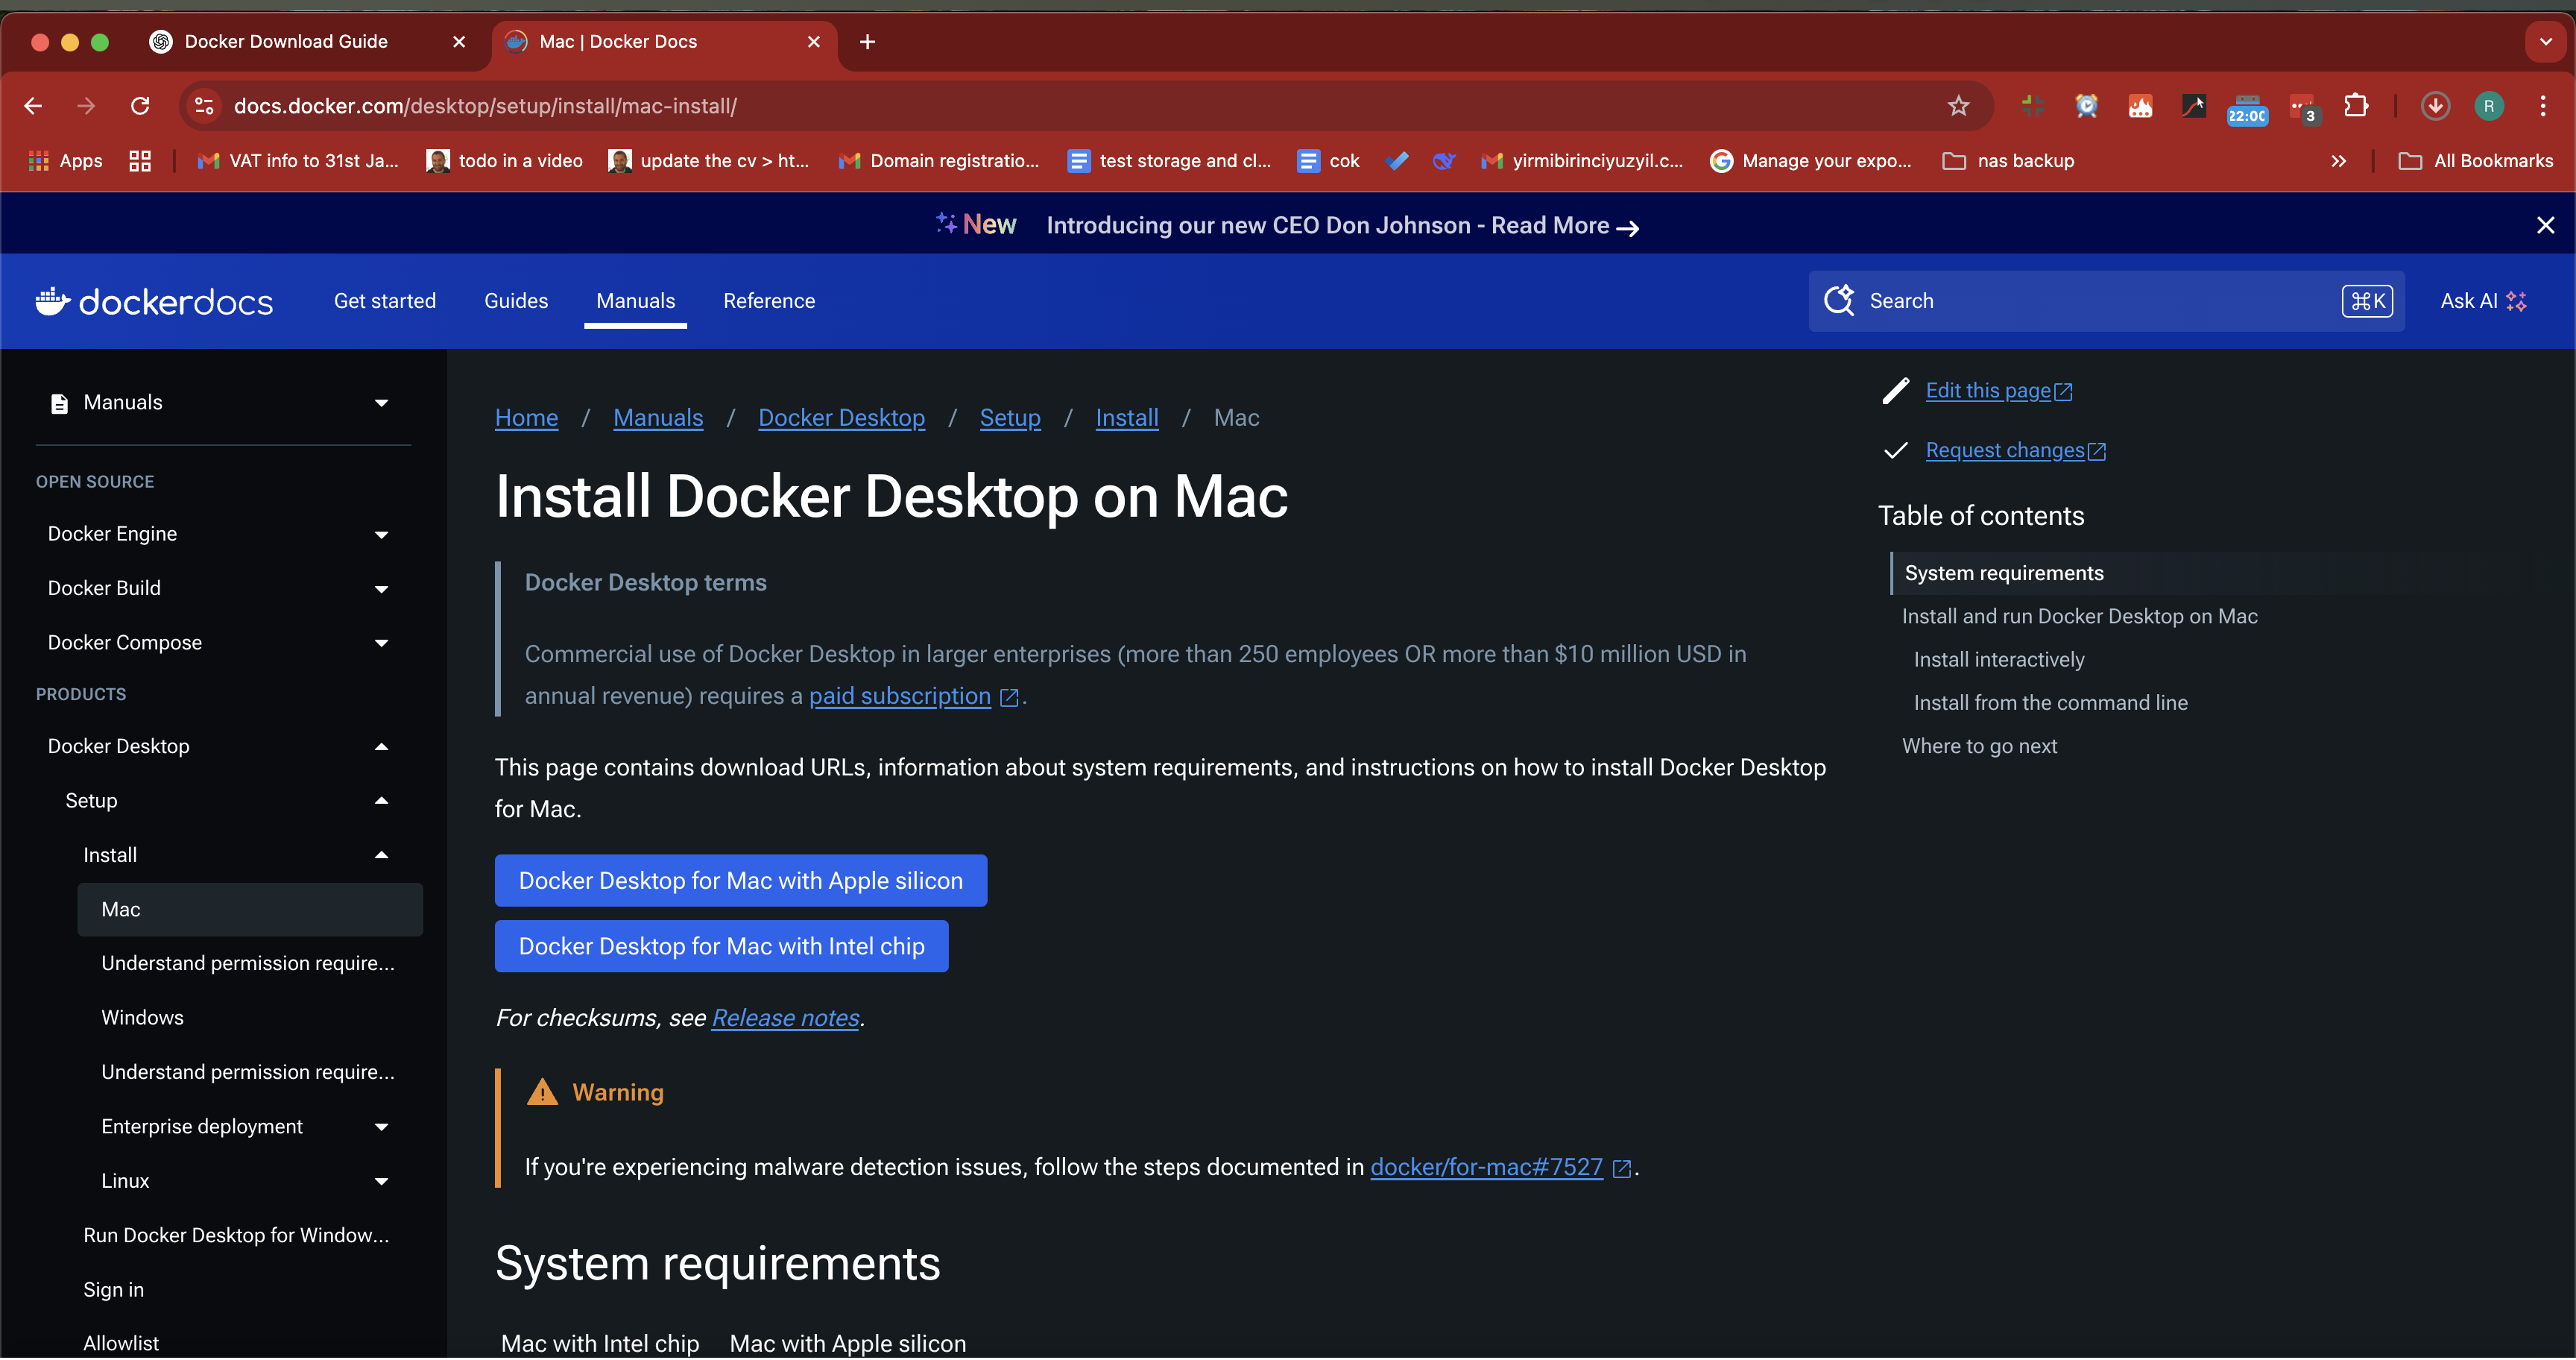 Docker Download Guide
Mac | Docker Docs
docs.docker.com/desktop/setup/install/mac-install/
22:00
3
R
Apps
VAT info to 31st Ja...
todo in a video
update the cv > ht...
Domain registratio...
test storage and cl...
cok
yirmibirinciyuzyil.c...
Manage your expo...
nas backup
All Bookmarks
New Introducing our new CEO Don Johnson - Read More →
dockerdocs
Get started
Guides
Manuals
Reference
Search
⌘K
Ask AI
Manuals
OPEN SOURCE
Docker Engine
Docker Build
Docker Compose
PRODUCTS
Docker Desktop
Setup
Install
Mac
Understand permission require...
Windows
Understand permission require...
Enterprise deployment
Linux
Run Docker Desktop for Window...
Sign in
Allowlist
Home / Manuals / Docker Desktop / Setup / Install / Mac
Install Docker Desktop on Mac
Docker Desktop terms
Commercial use of Docker Desktop in larger enterprises (more than 250 employees OR more than $10 million USD in
annual revenue) requires a paid subscription.
This page contains download URLs, information about system requirements, and instructions on how to install Docker Desktop
for Mac.
Docker Desktop for Mac with Apple silicon
Docker Desktop for Mac with Intel chip
For checksums, see Release notes.
Warning
If you're experiencing malware detection issues, follow the steps documented in docker/for-mac#7527.
System requirements
Mac with Intel chip
Mac with Apple silicon
Edit this page
Request changes
Table of contents
System requirements
Install and run Docker Desktop on Mac
Install interactively
Install from the command line
Where to go next